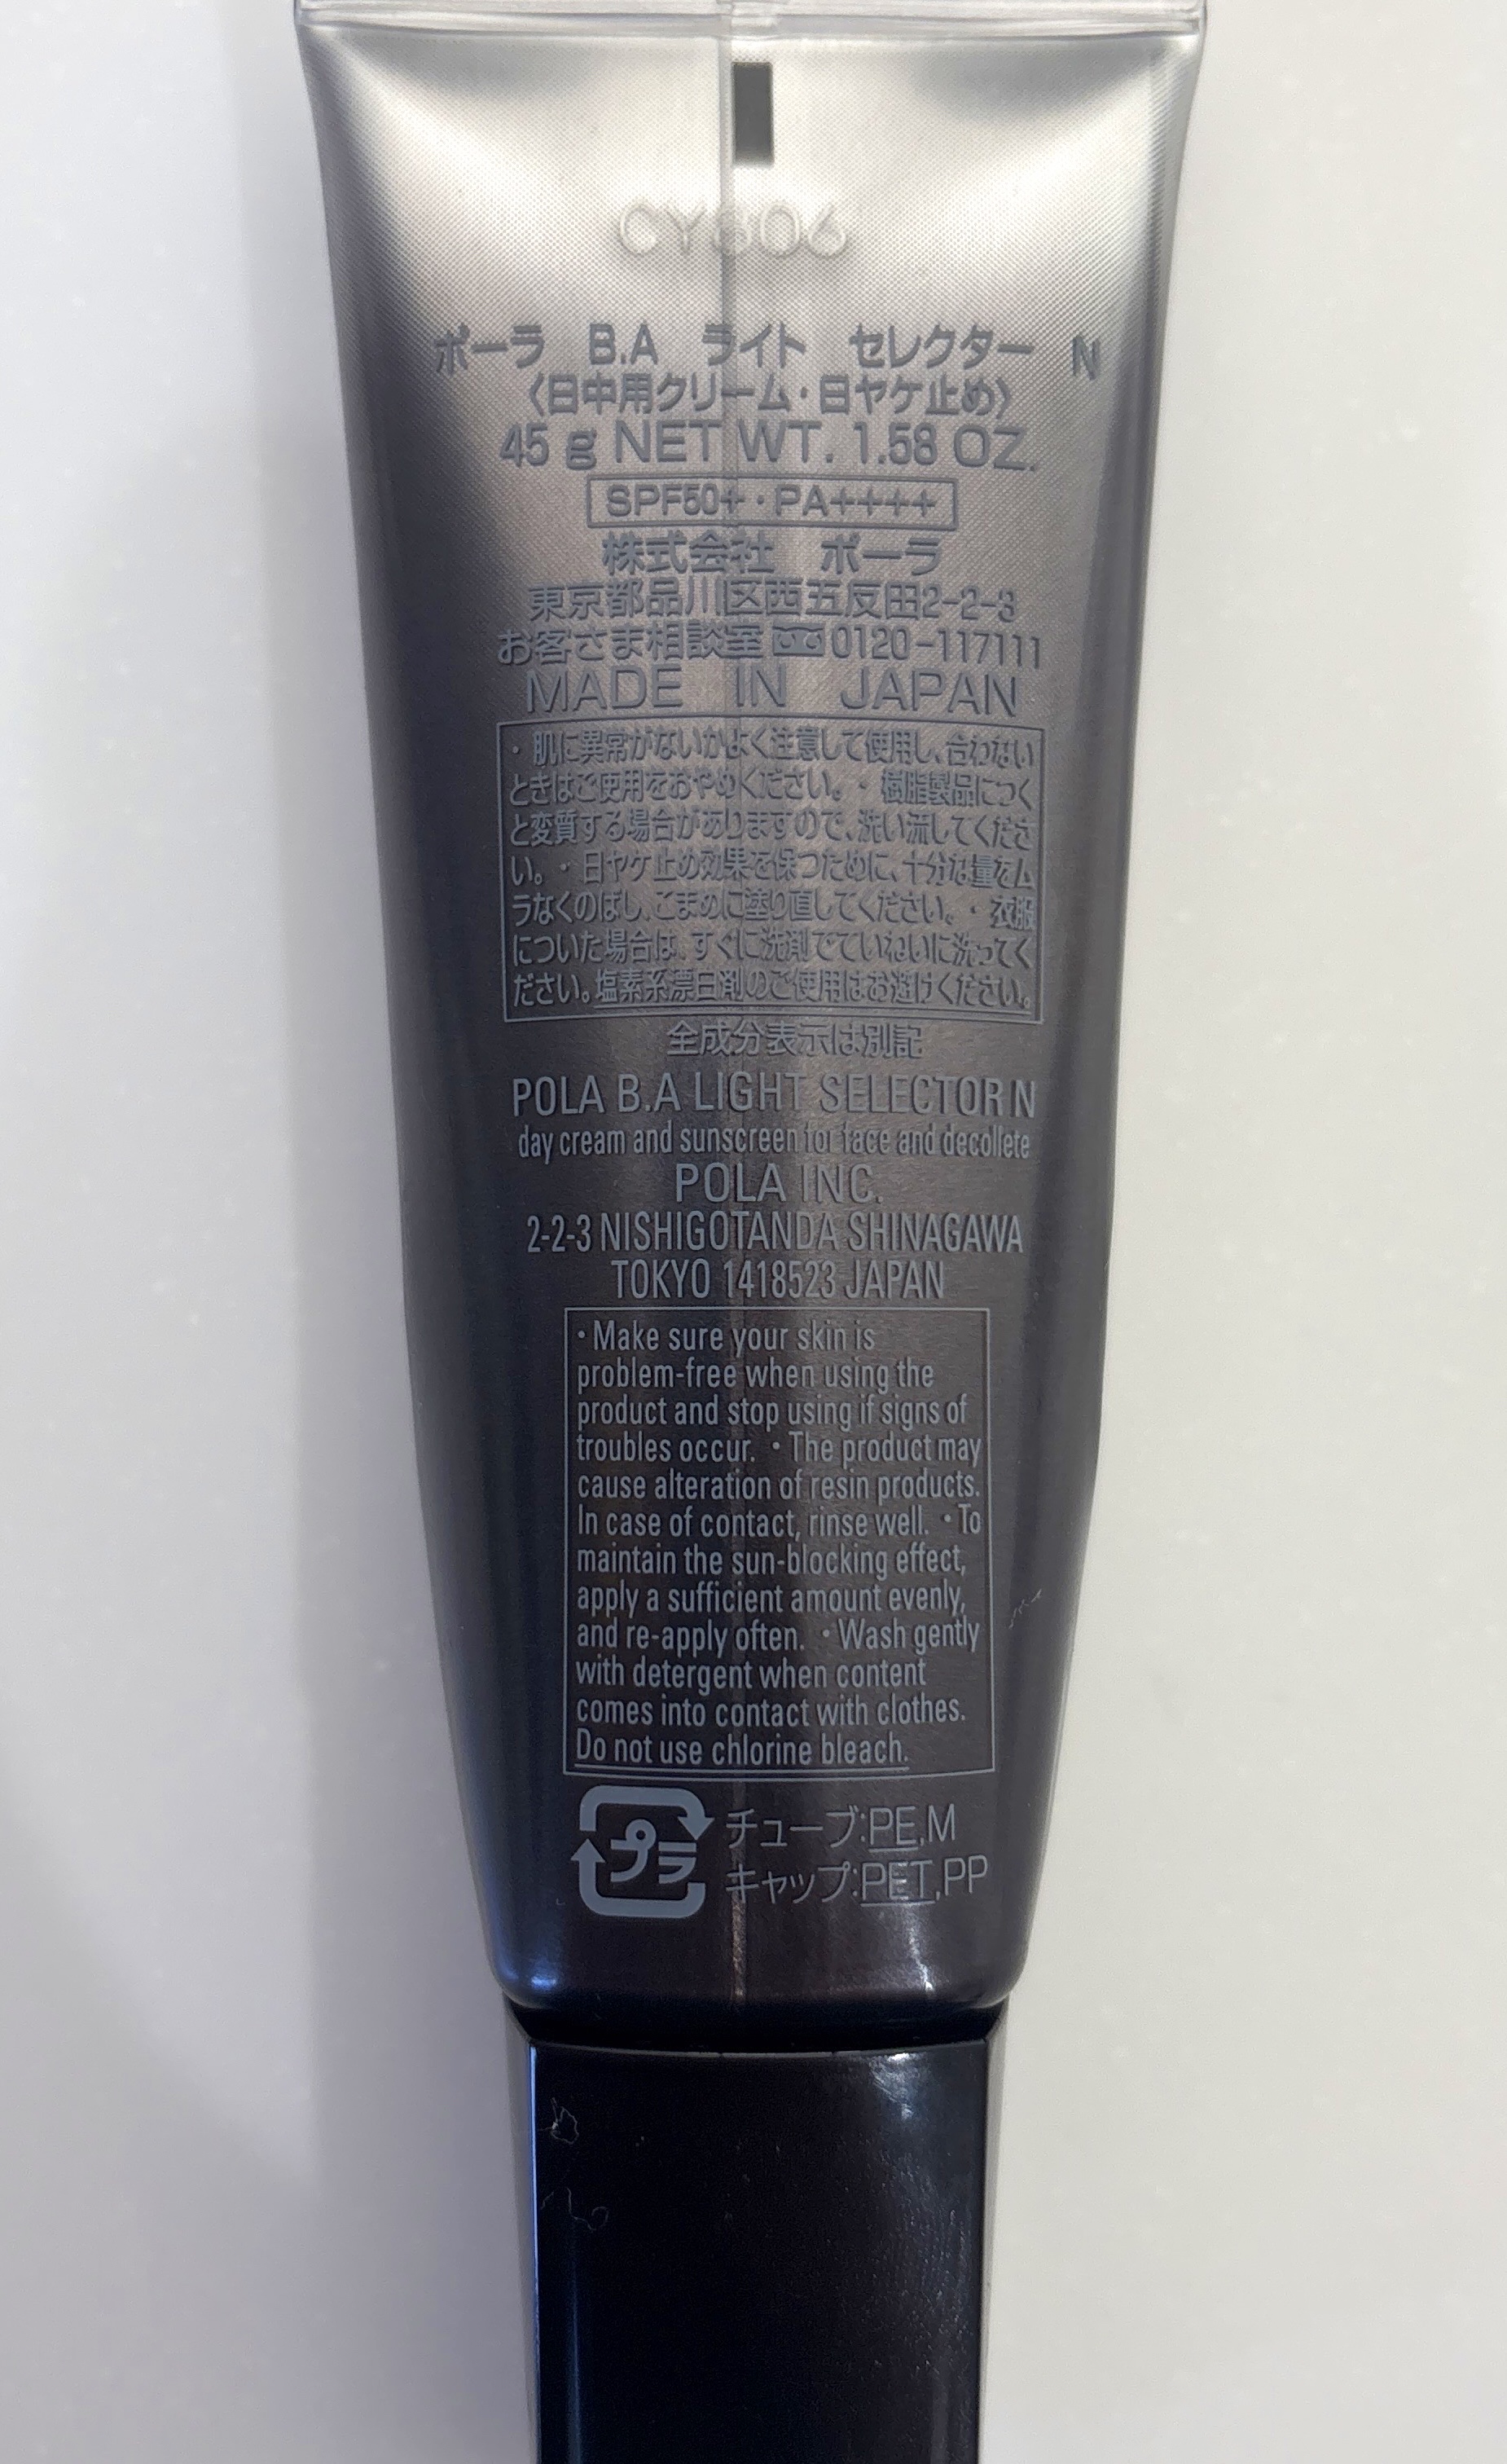 CY806
ポーラ B.A ライト セレクター N
〈日中用クリーム・日ヤケ止め〉
45 g NET WT. 1.58 OZ.
SPF50+・PA++++
株式会社 ポーラ
東京都品川区西五反田2-2-3
お客さま相談室 0120-117111
MADE IN JAPAN
・肌に異常がないかよく注意して使用し、合わない
ときはご使用をおやめください。・樹脂製品につく
と変質する場合がありますので、洗い流してくださ
い。・日ヤケ止め効果を保つために、十分な量をム
ラなくのばし、こまめに塗り直してください。・衣服
についた場合は、すぐに洗剤でていねいに洗ってく
ださい。塩素系漂白剤のご使用はお避けください。
全成分表示は別記
POLA B.A LIGHT SELECTOR N
day cream and sunscreen for face and decollete
POLA INC.
2-2-3 NISHIGOTANDA SHINAGAWA
TOKYO 1418523 JAPAN
・Make sure your skin is
problem-free when using the
product and stop using if signs of
troubles occur. ・The product may
cause alteration of resin products.
In case of contact, rinse well. ・To
maintain the sun-blocking effect,
apply a sufficient amount evenly,
and re-apply often. ・Wash gently
with detergent when content
comes into contact with clothes.
Do not use chlorine bleach.
プラ
チューブ:PE,M
キャップ:PET,PP